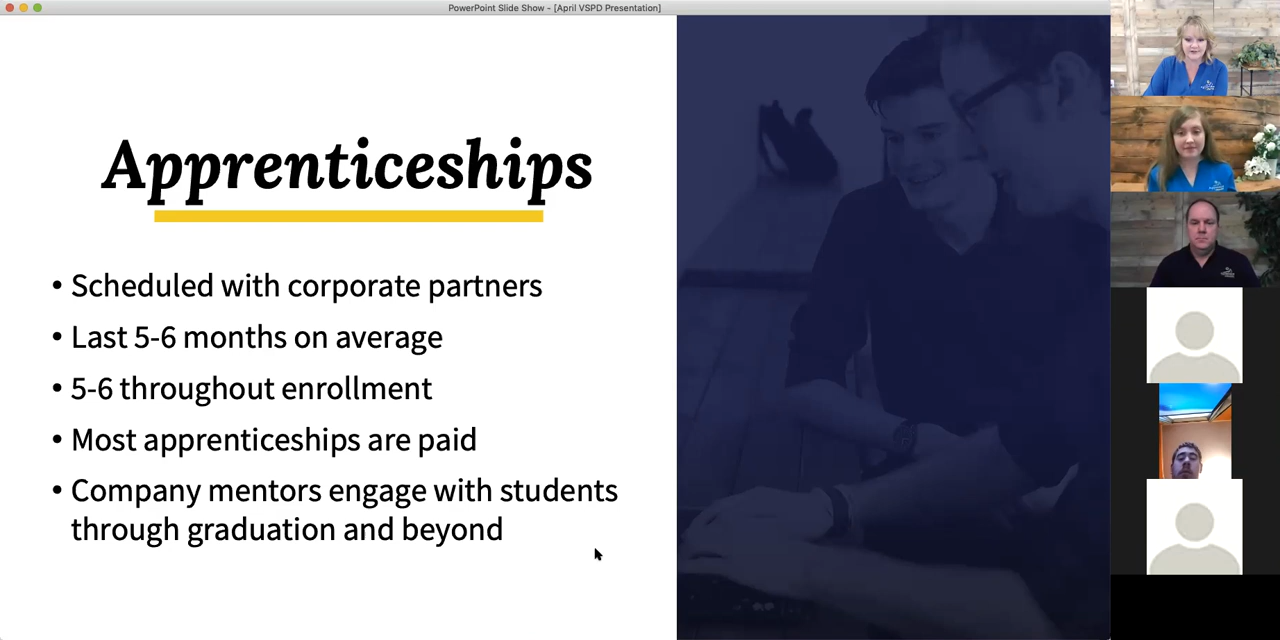 PowerPoint Slide Show - [April VSPD Presentation]
Apprenticeships
• Scheduled with corporate partners
• Last 5-6 months on average
• 5-6 throughout enrollment
• Most apprenticeships are paid
• Company mentors engage with students
through graduation and beyond